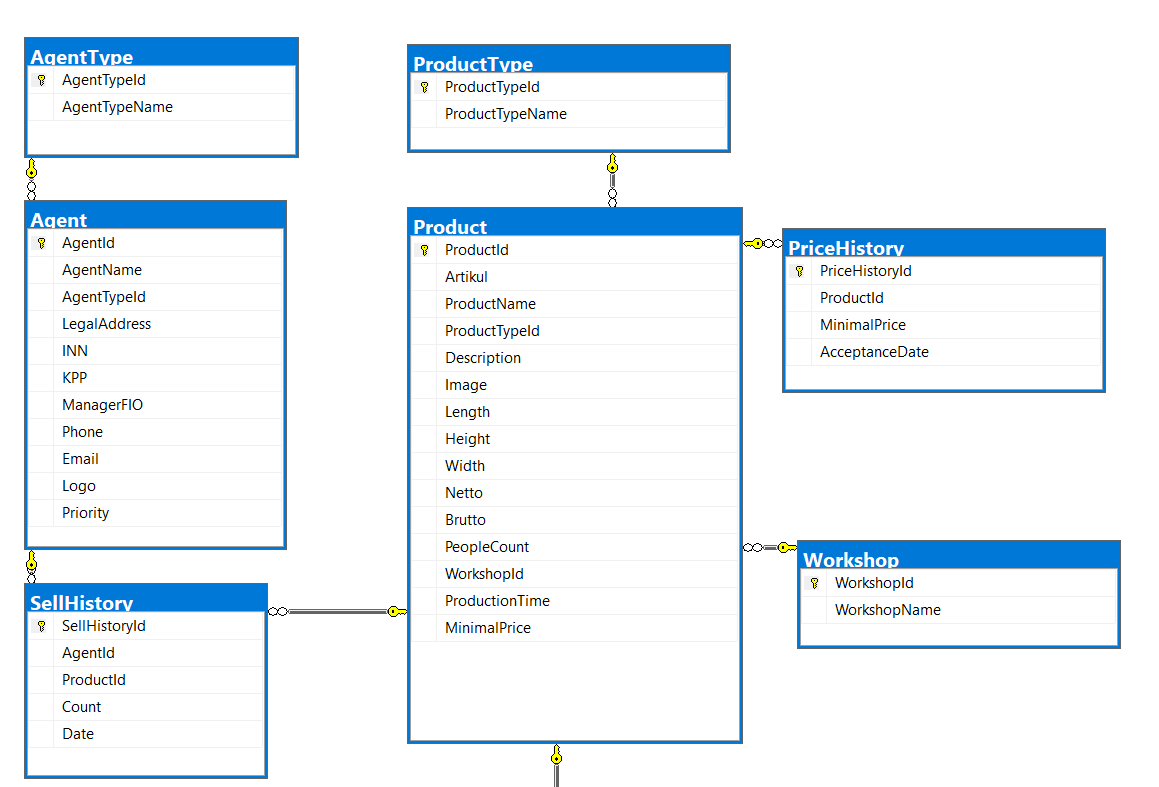 AgentType
AgentTypeId
AgentTypeName
ProductType
ProductTypeId
ProductTypeName
Agent
AgentId
AgentName
AgentTypeId
LegalAddress
INN
KPP
ManagerFIO
Phone
Email
Logo
Priority
Product
ProductId
Artikul
ProductName
ProductTypeId
Description
Image
Length
Height
Width
Netto
Brutto
PeopleCount
WorkshopId
ProductionTime
MinimalPrice
PriceHistory
PriceHistoryId
ProductId
MinimalPrice
AcceptanceDate
Workshop
WorkshopId
WorkshopName
SellHistory
SellHistoryId
AgentId
ProductId
Count
Date